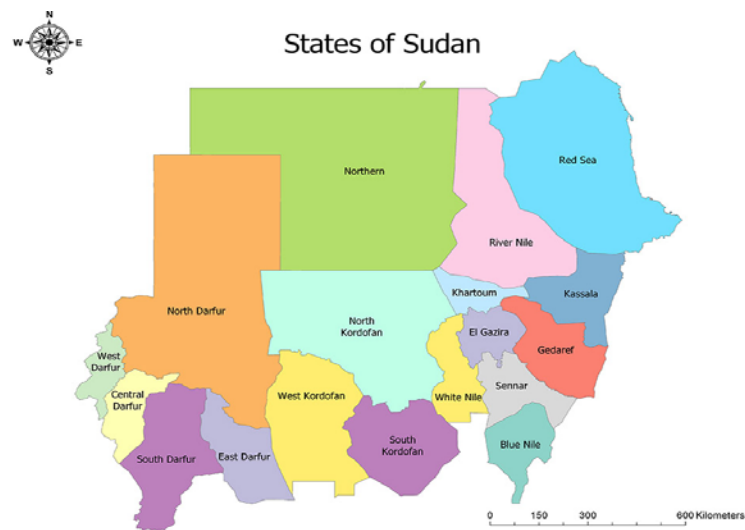 N
W E
S
States of Sudan
Northern
Red Sea
River Nile
Khartoum
Kassala
North Darfur
North
Kordofan
El Gazira
Gedaref
West
Darfur
Central
Darfur
West Kordofan
White Nile
Sennar
South Darfur
East Darfur
South
Kordofan
Blue Nile
0 150 300 600 Kilometers